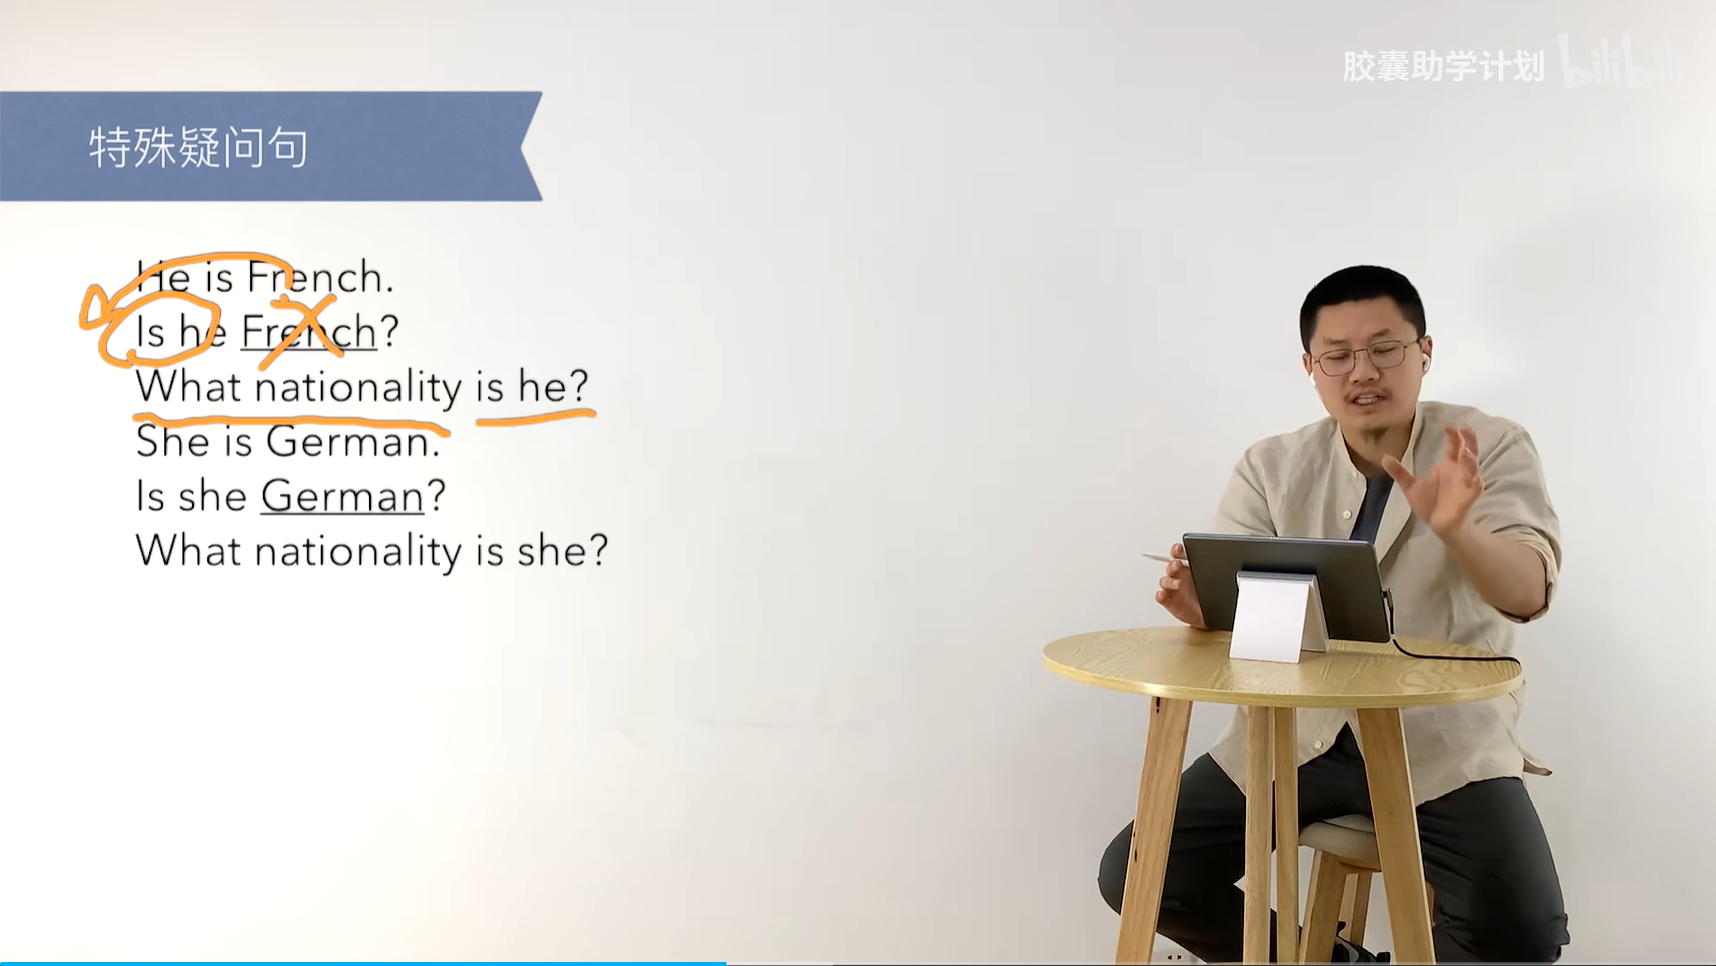 胶囊助学计划 bilibili
特殊疑问句
He is French.
Is he French?
What nationality is he?
She is German.
Is she German?
What nationality is she?